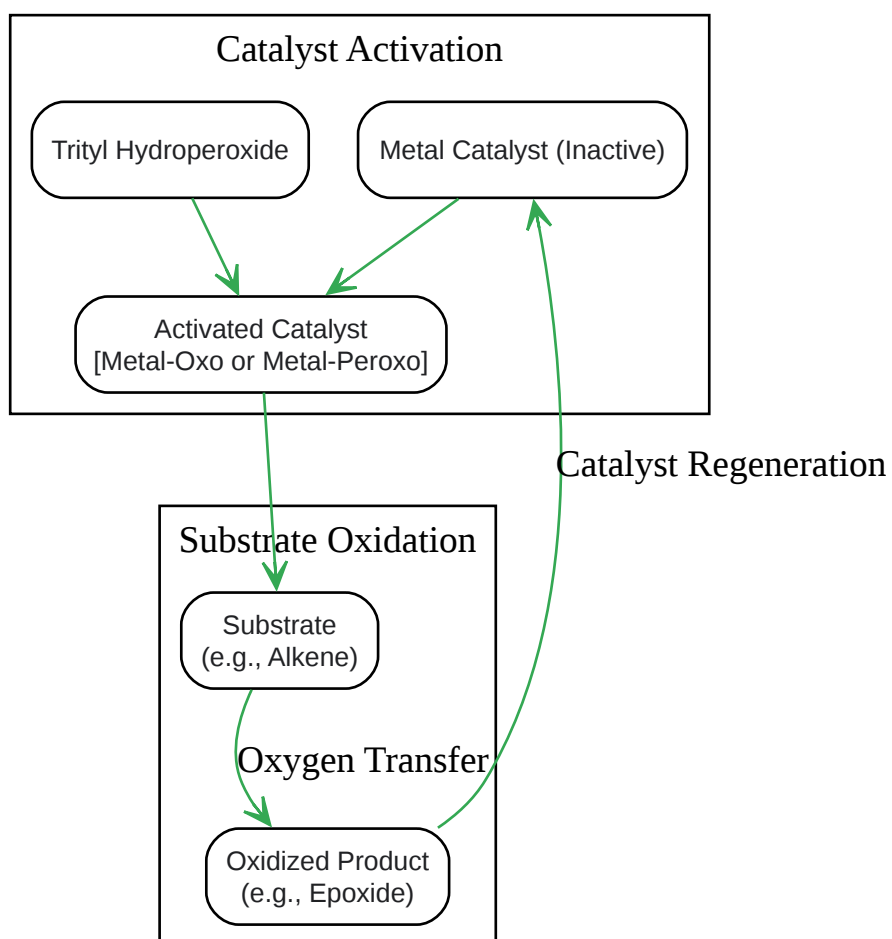 Catalyst Activation
Trityl Hydroperoxide
Metal Catalyst (Inactive)
Activated Catalyst
[Metal-Oxo or Metal-Peroxo]
Catalyst Regeneration
Substrate Oxidation
Substrate
(e.g., Alkene)
Oxygen Transfer
Oxidized Product
(e.g., Epoxide)